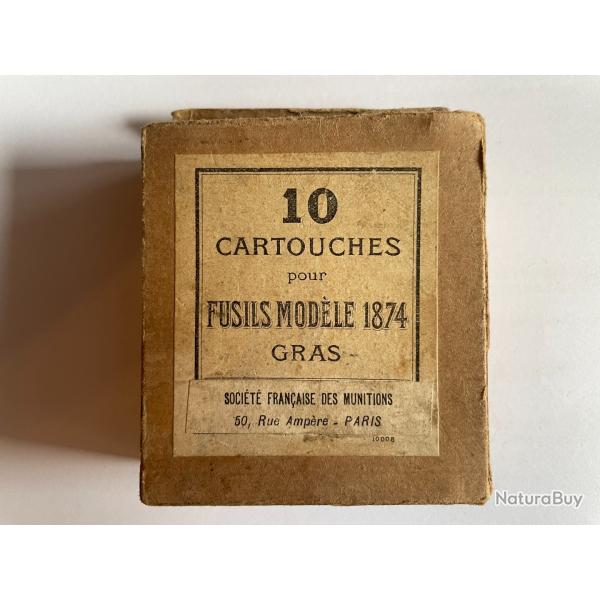 10
CARTOUCHES
pour
FUSILS MODÈLE 1874
GRAS
SOCIÉTÉ FRANÇAISE DES MUNITIONS
50, Rue Ampère - PARIS
10008
NaturaBuy